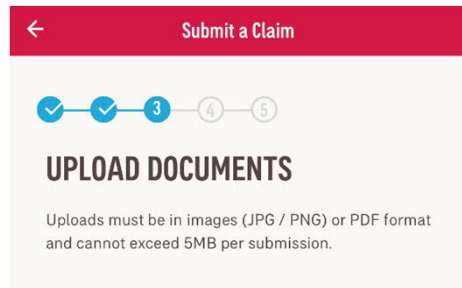 Submit a Claim
3 4 5
UPLOAD DOCUMENTS
Uploads must be in images (JPG / PNG) or PDF format
and cannot exceed 5MB per submission.